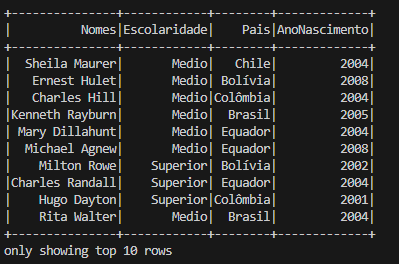 +---------------+------------+--------+-------------+
|          Nomes|Escolaridade|    Pais|AnoNascimento|
+---------------+------------+--------+-------------+
|  Sheila Maurer|       Medio|   Chile|         2004|
|   Ernest Hulet|       Medio| Bolívia|         2008|
|   Charles Hill|       Medio|Colômbia|         2004|
|Kenneth Rayburn|       Medio|  Brasil|         2005|
| Mary Dillahunt|       Medio| Equador|         2004|
|  Michael Agnew|       Medio| Equador|         2008|
|    Milton Rowe|    Superior| Bolívia|         2002|
|Charles Randall|    Superior| Equador|         2004|
|    Hugo Dayton|    Superior|Colômbia|         2001|
|    Rita Walter|       Medio|  Brasil|         2004|
+---------------+------------+--------+-------------+
only showing top 10 rows